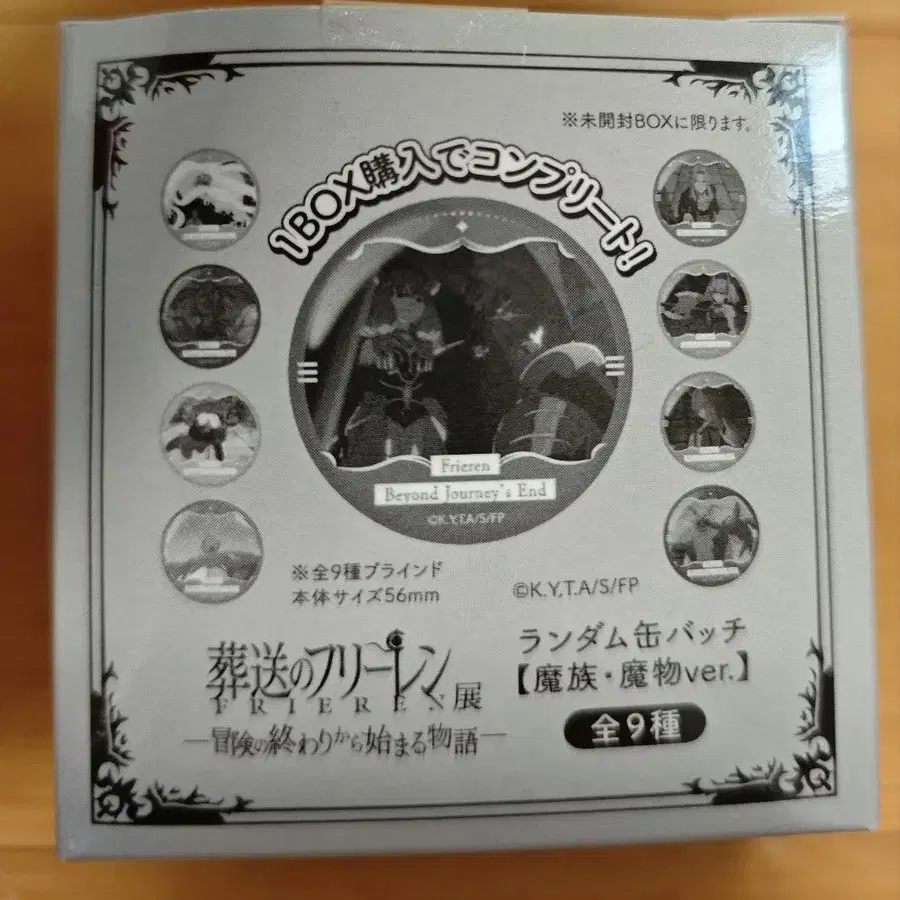 ※未開封BOXに限ります。
1BOX購入でコンプリート!
Frieren
Beyond Journey's End
©K.Y,T.A/S/FP
※全9種ブラインド
本体サイズ56mm
©K.Y,T.A/S/FP
葬送のフリーレン展
FRIEREN
―冒険の終わりから始まる物語―
ランダム缶バッチ
【魔族・魔物ver.】
全9種